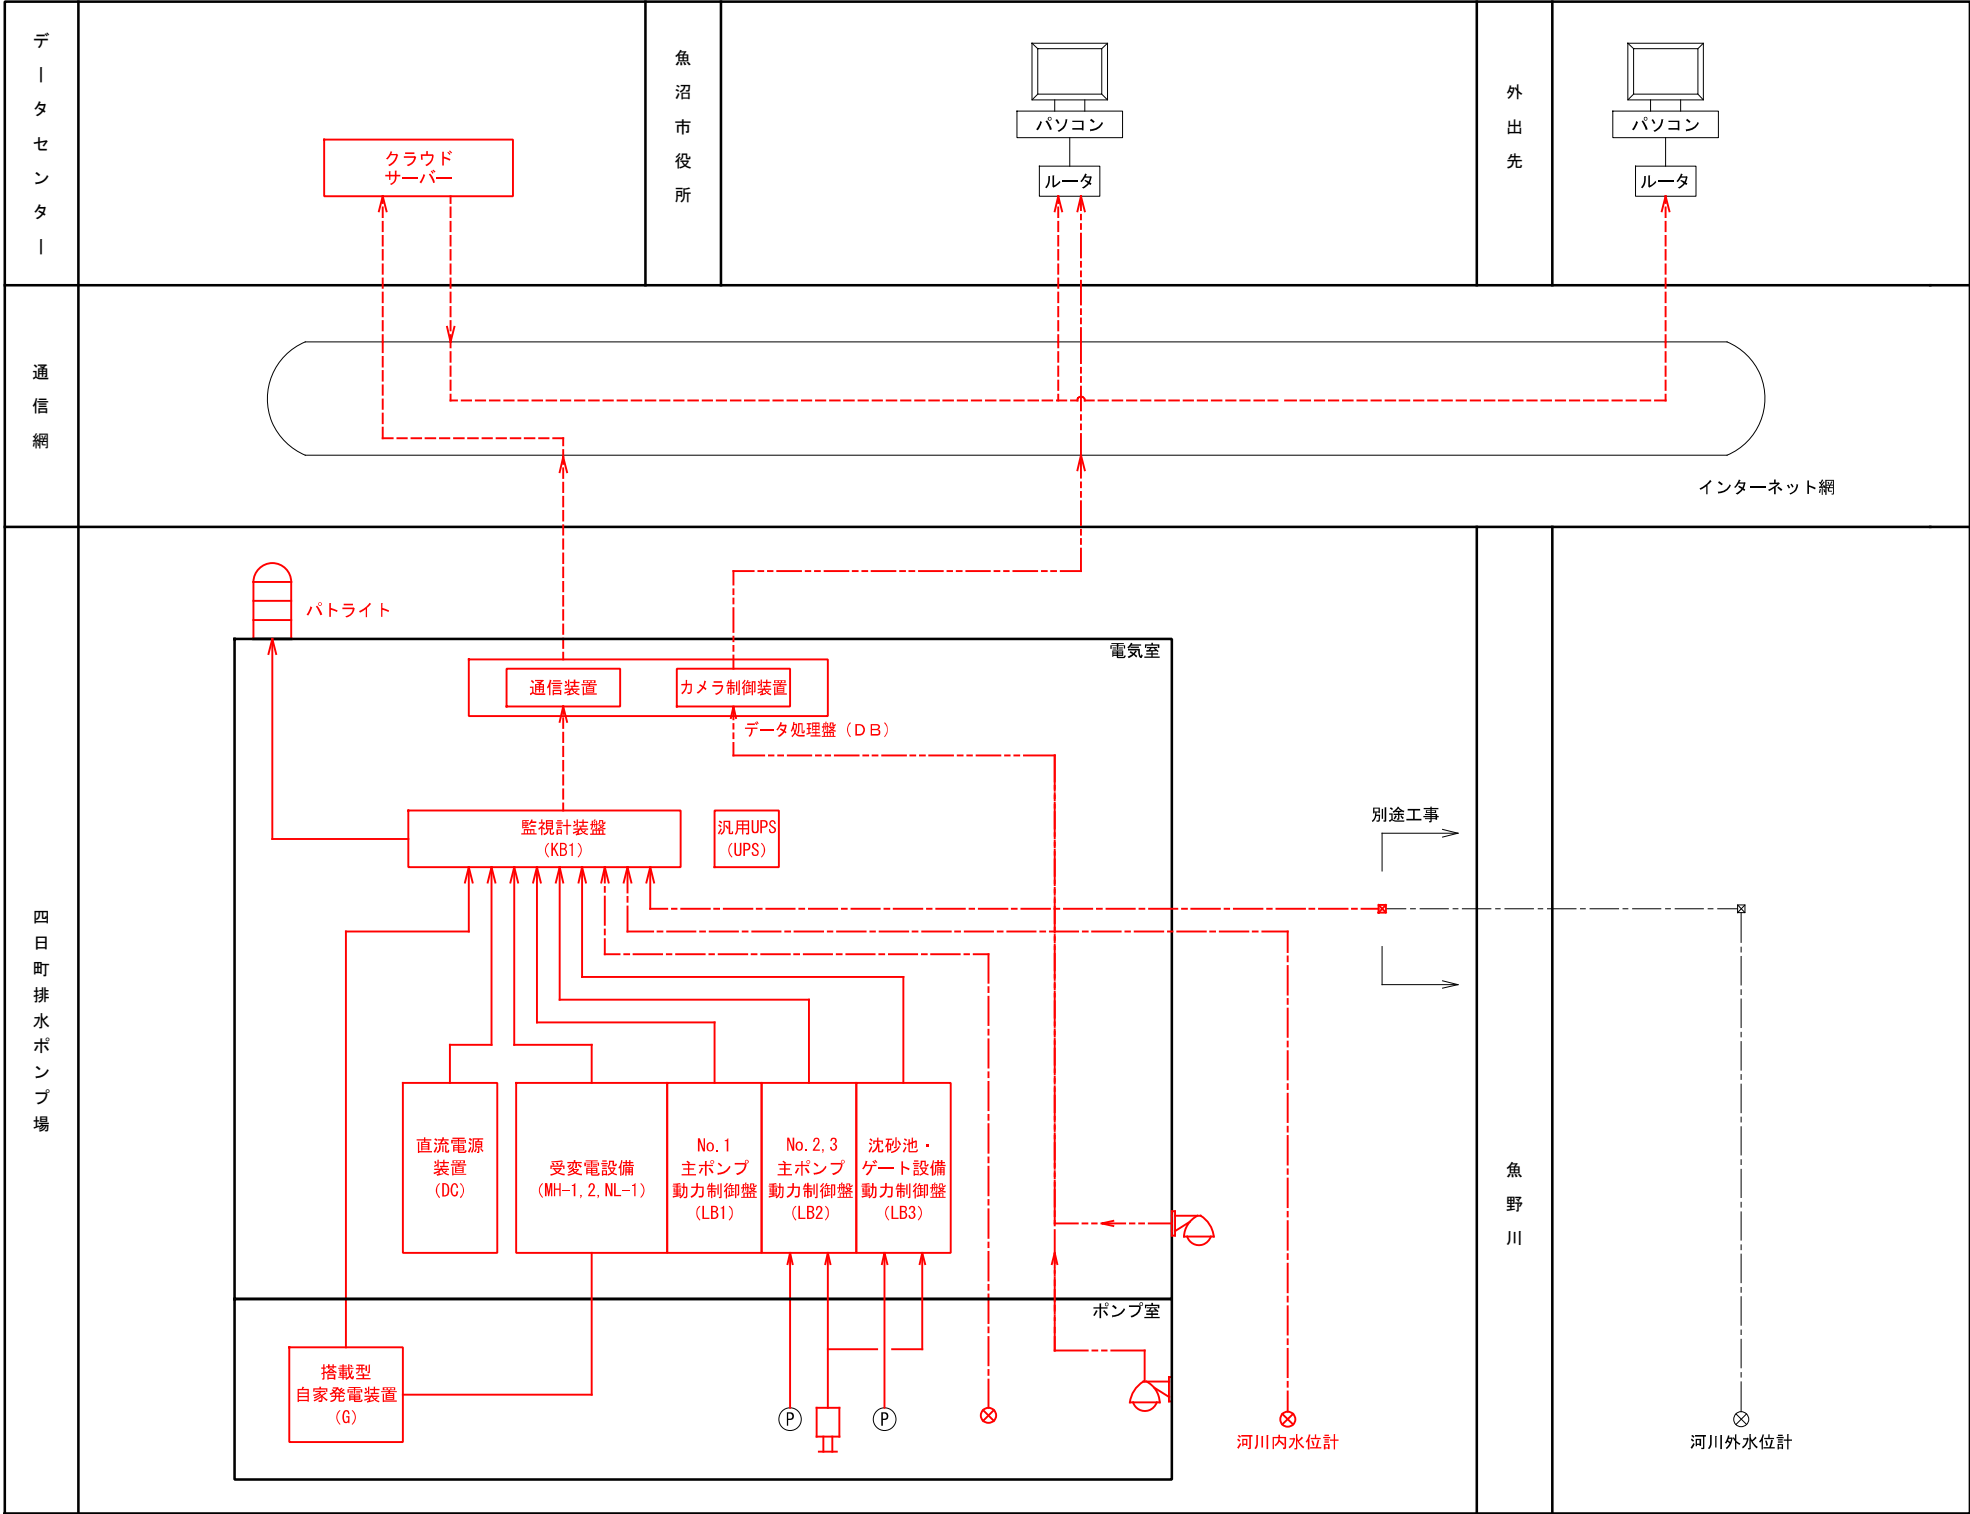 データセンター
クラウド
サーバー
魚沼市役所
パソコン
ルータ
外出先
パソコン
ルータ
通信網
インターネット網
四日町排水ポンプ場
パトライト
電気室
通信装置
カメラ制御装置
データ処理盤（ＤＢ）
監視計装盤
(KB1)
汎用UPS
(UPS)
別途工事
直流電源
装置
(DC)
受変電設備
(MH-1,2,NL-1)
No.1
主ポンプ
動力制御盤
(LB1)
No.2,3
主ポンプ
動力制御盤
(LB2)
沈砂池・
ゲート設備
動力制御盤
(LB3)
魚野川
ポンプ室
搭載型
自家発電装置
(G)
P
P
河川内水位計
河川外水位計